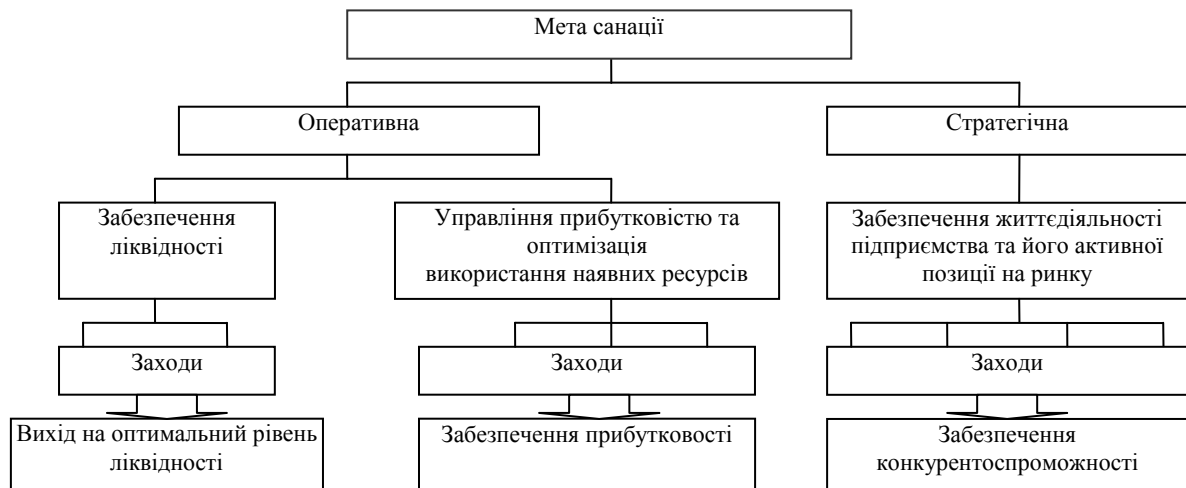 Мета санації
Оперативна
Стратегічна
Забезпечення
ліквідності
Управління прибутковістю та
оптимізація
використання наявних ресурсів
Забезпечення життєдіяльності
підприємства та його активної
позиції на ринку
Заходи
Заходи
Заходи
Вихід на оптимальний рівень
ліквідності
Забезпечення прибутковості
Забезпечення
конкурентоспроможності